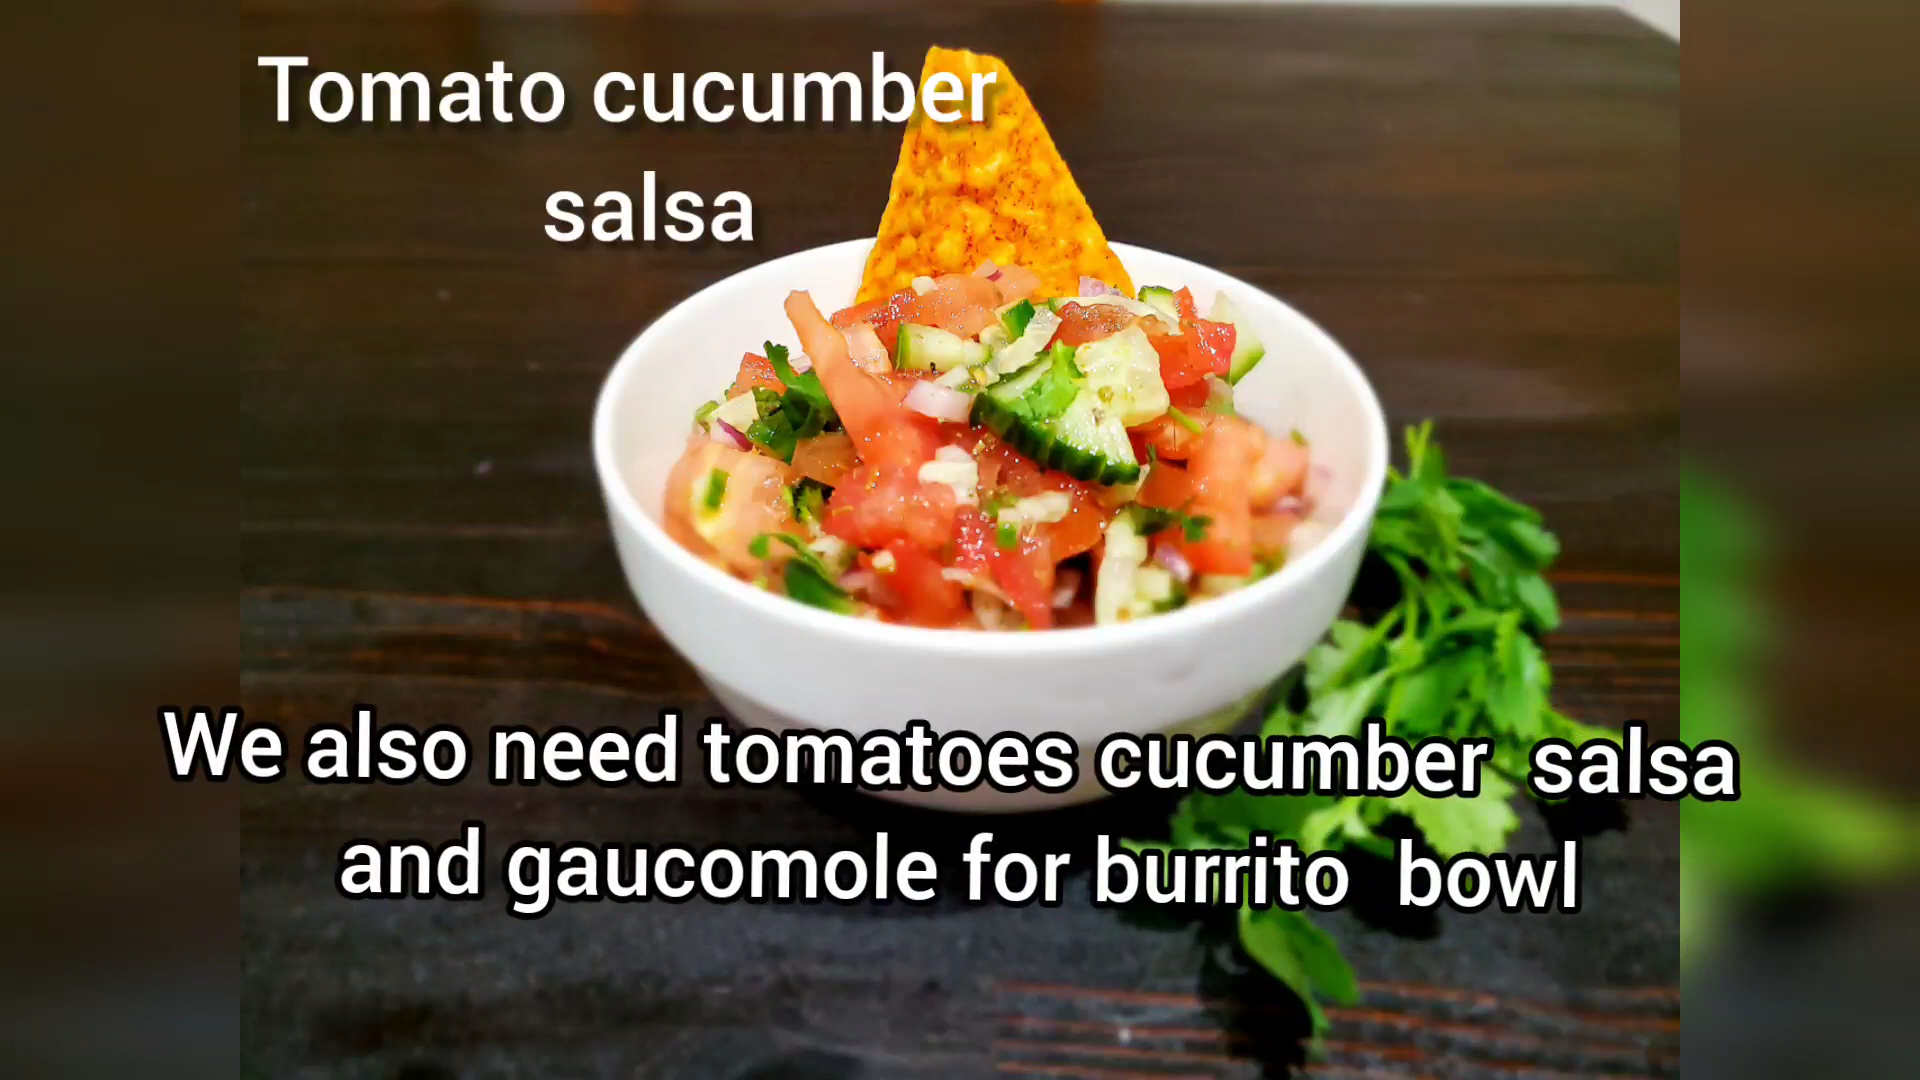 Tomato cucumber
salsa
We also need tomatoes cucumber salsa
and gaucomole for burrito bowl